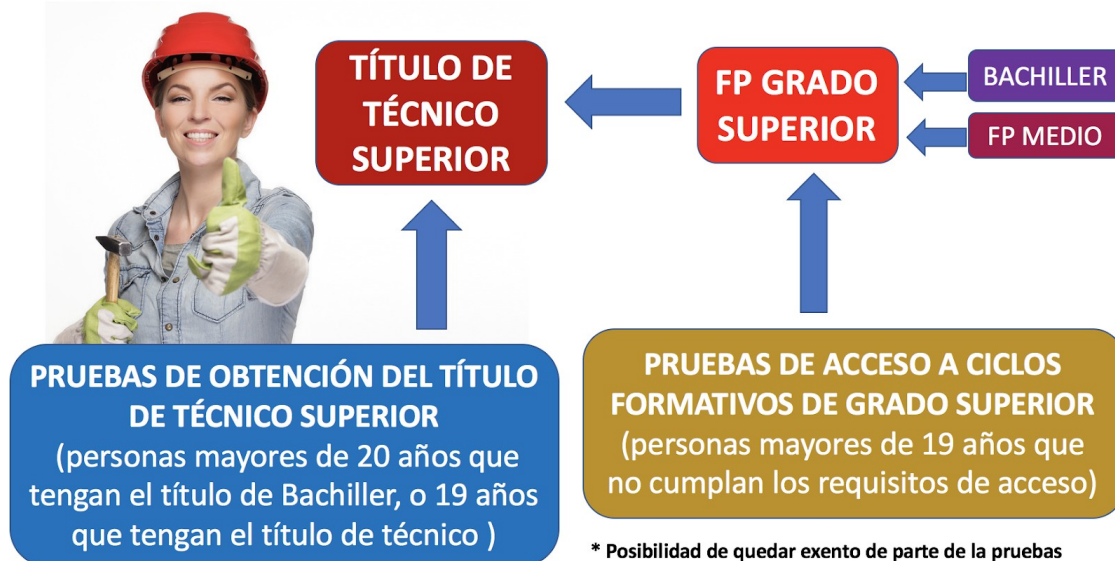 TÍTULO DE
TÉCNICO
SUPERIOR
FP GRADO
SUPERIOR
BACHILLER
FP MEDIO
PRUEBAS DE OBTENCIÓN DEL TÍTULO
DE TÉCNICO SUPERIOR
(personas mayores de 20 años que
tengan el título de Bachiller, o 19 años
que tengan el título de técnico )
PRUEBAS DE ACCESO A CICLOS
FORMATIVOS DE GRADO SUPERIOR
(personas mayores de 19 años que
no cumplan los requisitos de acceso)
* Posibilidad de quedar exento de parte de la pruebas